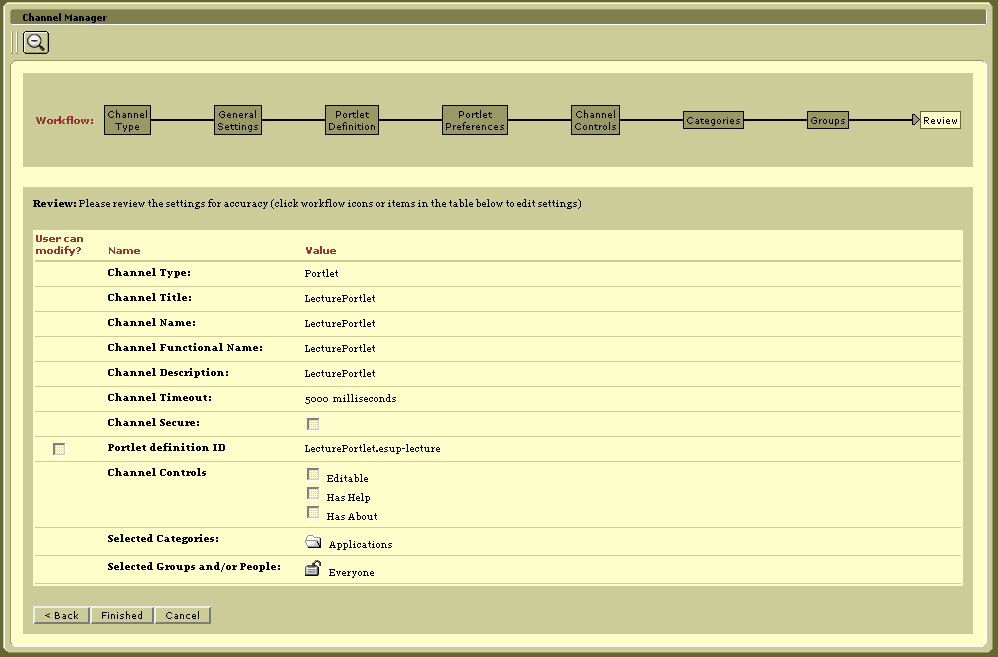 Channel Manager
Workflow:
Channel
Type
General
Settings
Portlet
Definition
Portlet
Preferences
Channel
Controls
Categories
Groups
Review
Review: Please review the settings for accuracy (click workflow icons or items in the table below to edit settings)
User can
modify?
Name
Value
Channel Type: Portlet
Channel Title: LecturePortlet
Channel Name: LecturePortlet
Channel Functional Name: LecturePortlet
Channel Description: LecturePortlet
Channel Timeout: 5000 milliseconds
Channel Secure:
Portlet definition ID LecturePortlet.esup-lecture
Channel Controls
Editable
Has Help
Has About
Selected Categories: Applications
Selected Groups and/or People: Everyone
< Back Finished Cancel